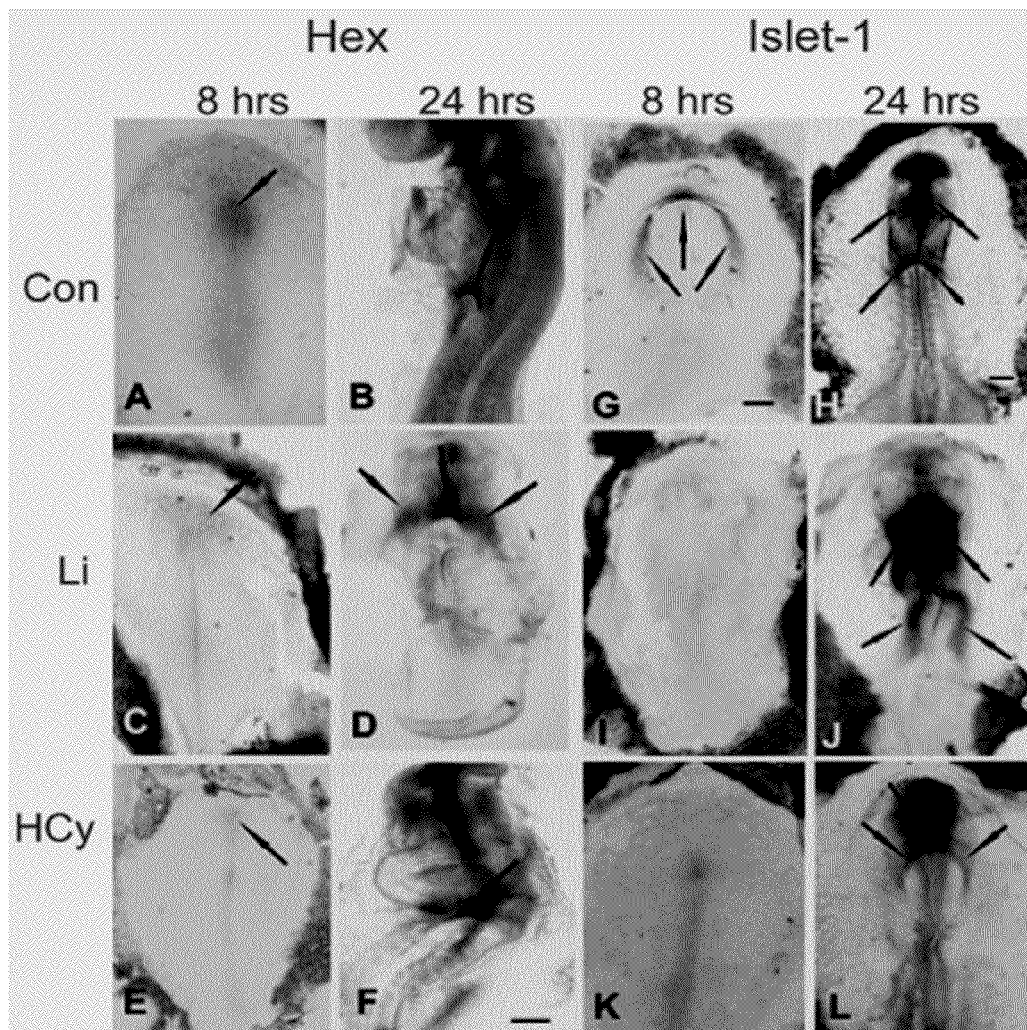 Hex Islet-1
8 hrs 24 hrs 8 hrs 24 hrs
Con
A B G H
Li
C D I J
HCy
E F K L